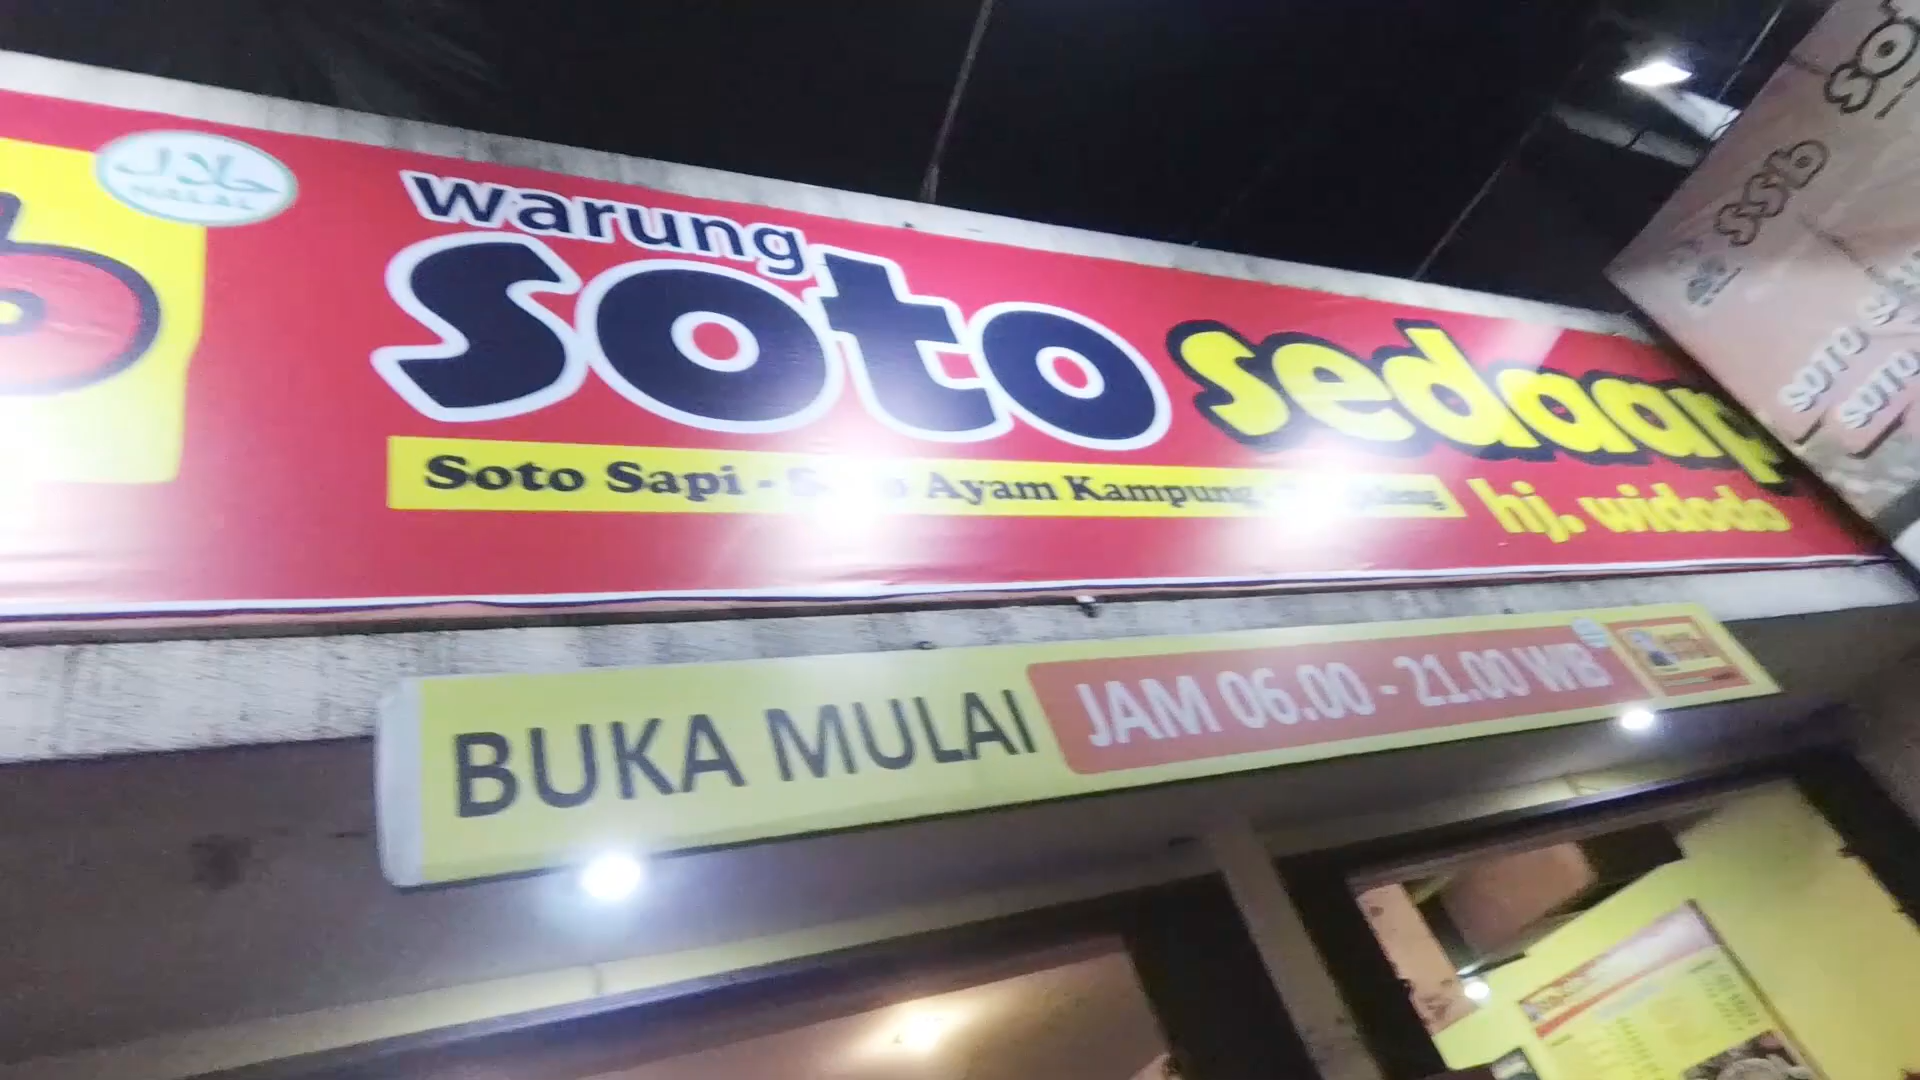 حلال
HALAL
warung
soto sedaap
Soto Sapi - Ayam Kampung
hj. widodo
BUKA MULAI JAM 06.00 - 21.00 WIB
ssb
SOTO
SOTO